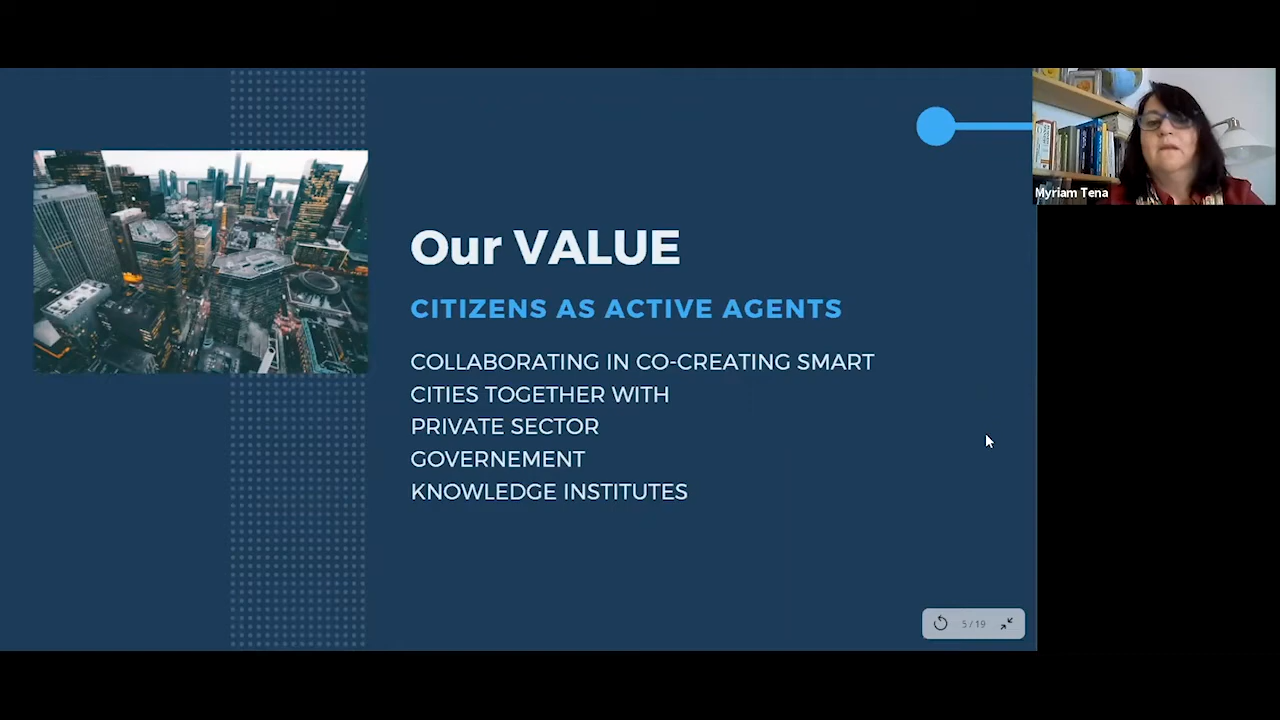 Our VALUE
CITIZENS AS ACTIVE AGENTS
COLLABORATING IN CO-CREATING SMART
CITIES TOGETHER WITH
PRIVATE SECTOR
GOVERNEMENT
KNOWLEDGE INSTITUTES
Myriam Tena
5 / 19